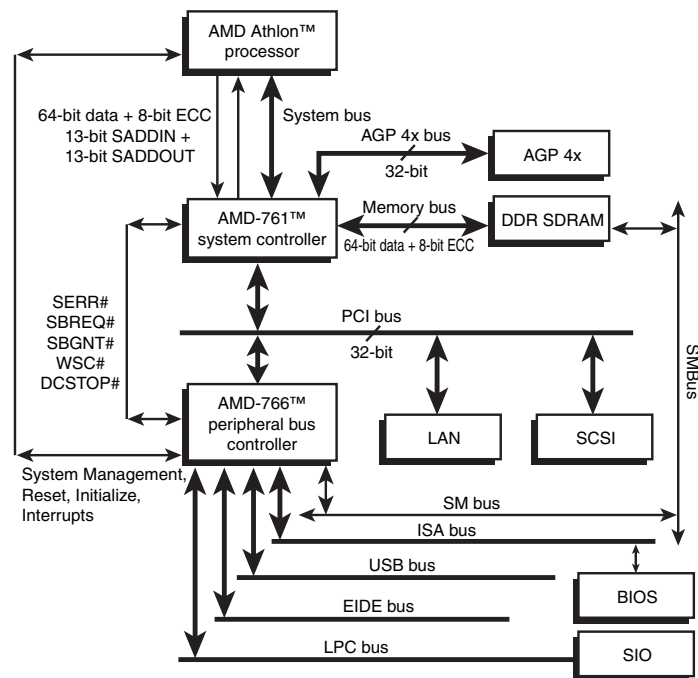 AMD Athlon™
processor
64-bit data + 8-bit ECC
13-bit SADDIN +
13-bit SADDOUT
System bus
AGP 4x bus
32-bit
AGP 4x
AMD-761™
system controller
Memory bus
64-bit data + 8-bit ECC
DDR SDRAM
SERR#
SBREQ#
SBGNT#
WSC#
DCSTOP#
PCI bus
32-bit
SMBus
AMD-766™
peripheral bus
controller
LAN
SCSI
System Management,
Reset, Initialize,
Interrupts
SM bus
ISA bus
USB bus
BIOS
EIDE bus
LPC bus
SIO